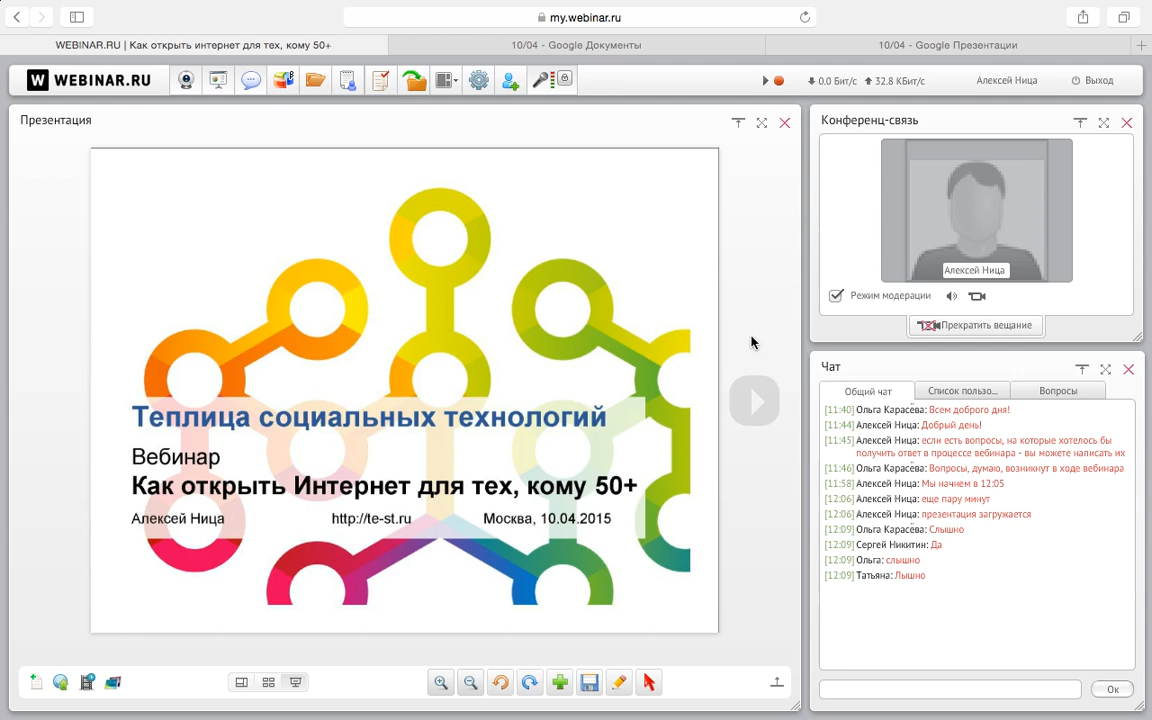 my.webinar.ru
WEBINAR.RU | Как открыть интернет для тех, кому 50+
10/04 - Google Документы
10/04 - Google Презентации
W WEBINAR.RU
0.0 Бит/с
32.8 КБит/с
Алексей Ница
Выход
Презентация
Теплица социальных технологий
Вебинар
Как открыть Интернет для тех, кому 50+
Алексей Ница
http://te-st.ru
Москва, 10.04.2015
Конференц-связь
Алексей Ница
Режим модерации
Прекратить вещание
Чат
Общий чат
Список пользо...
Вопросы
[11:40] Ольга Карасёва: Всем доброго дня!
[11:44] Алексей Ница: Добрый день!
[11:45] Алексей Ница: если есть вопросы, на которые хотелось бы
получить ответ в процессе вебинара - вы можете написать их
[11:46] Ольга Карасёва: Вопросы, думаю, возникнут в ходе вебинара
[11:58] Алексей Ница: Мы начнем в 12:05
[12:06] Алексей Ница: еще пару минут
[12:06] Алексей Ница: презентация загружается
[12:09] Ольга Карасёва: Слышно
[12:09] Сергей Никитин: Да
[12:09] Ольга: слышно
[12:09] Татьяна: Лышно
Ок